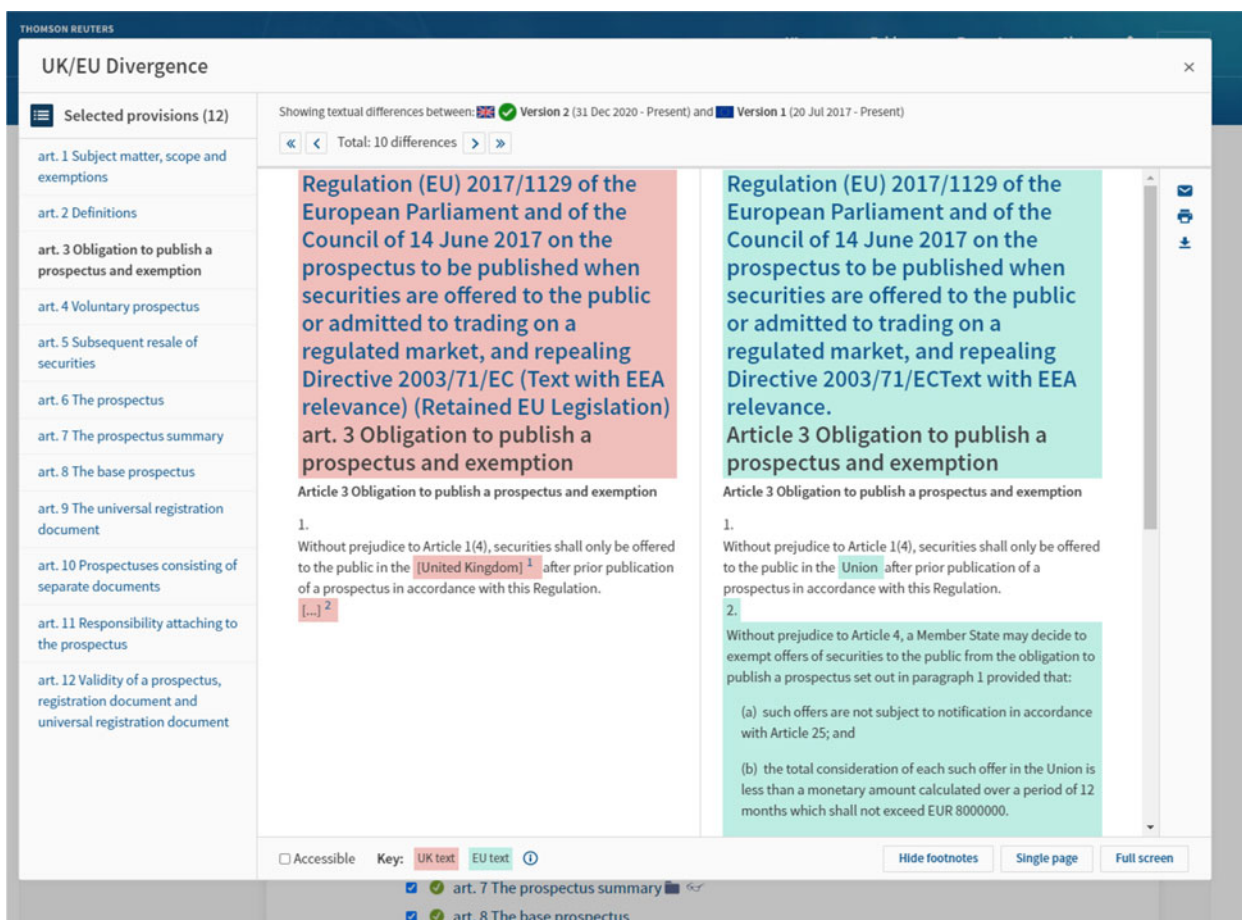 THOMSON REUTERS
UK/EU Divergence
×
Selected provisions (12)
art. 1 Subject matter, scope and
exemptions
art. 2 Definitions
art. 3 Obligation to publish a
prospectus and exemption
art. 4 Voluntary prospectus
art. 5 Subsequent resale of
securities
art. 6 The prospectus
art. 7 The prospectus summary
art. 8 The base prospectus
art. 9 The universal registration
document
art. 10 Prospectuses consisting of
separate documents
art. 11 Responsibility attaching to
the prospectus
art. 12 Validity of a prospectus,
registration document and
universal registration document
Showing textual differences between: Version 2 (31 Dec 2020 - Present) and Version 1 (20 Jul 2017 - Present)
Total: 10 differences
Regulation (EU) 2017/1129 of the
European Parliament and of the
Council of 14 June 2017 on the
prospectus to be published when
securities are offered to the public
or admitted to trading on a
regulated market, and repealing
Directive 2003/71/EC (Text with EEA
relevance) (Retained EU Legislation)
art. 3 Obligation to publish a
prospectus and exemption
Article 3 Obligation to publish a prospectus and exemption
1.
Without prejudice to Article 1(4), securities shall only be offered
to the public in the [United Kingdom] 1 after prior publication
of a prospectus in accordance with this Regulation.
[...] 2
Regulation (EU) 2017/1129 of the
European Parliament and of the
Council of 14 June 2017 on the
prospectus to be published when
securities are offered to the public
or admitted to trading on a
regulated market, and repealing
Directive 2003/71/ECText with EEA
relevance.
Article 3 Obligation to publish a
prospectus and exemption
Article 3 Obligation to publish a prospectus and exemption
1.
Without prejudice to Article 1(4), securities shall only be offered
to the public in the Union after prior publication of a
prospectus in accordance with this Regulation.
2.
Without prejudice to Article 4, a Member State may decide to
exempt offers of securities to the public from the obligation to
publish a prospectus set out in paragraph 1 provided that:
(a) such offers are not subject to notification in accordance
with Article 25; and
(b) the total consideration of each such offer in the Union is
less than a monetary amount calculated over a period of 12
months which shall not exceed EUR 8000000.
Accessible Key: UK text EU text
Hide footnotes Single page Full screen
art. 7 The prospectus summary
art. 8 The base prospectus